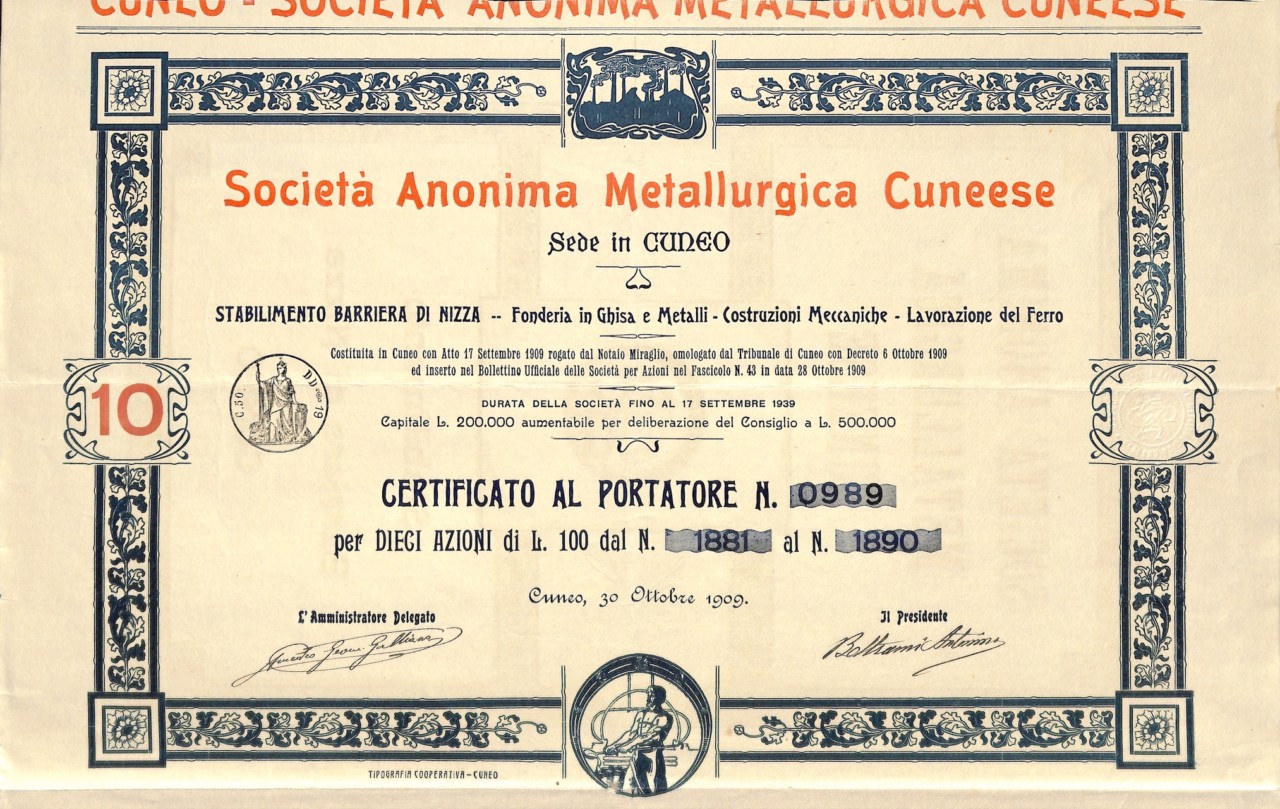 CUNEO - SOCIETÀ ANONIMA METALLURGICA CUNEESE
Società Anonima Metallurgica Cuneese
Sede in CUNEO
STABILIMENTO BARRIERA DI NIZZA -- Fonderia in Ghisa e Metalli - Costruzioni Meccaniche - Lavorazione del Ferro
Costituita in Cuneo con Atto 17 Settembre 1909 rogato dal Notaio Miraglio, omologato dal Tribunale di Cuneo con Decreto 6 Ottobre 1909
ed inserto nel Bollettino Ufficiale delle Società per Azioni nel Fascicolo N. 43 in data 28 Ottobre 1909
10
C. 50.
19
DURATA DELLA SOCIETÀ FINO AL 17 SETTEMBRE 1939
Capitale L. 200.000 aumentabile per deliberazione del Consiglio a L. 500.000
CERTIFICATO AL PORTATORE N. 0989
per DIECI AZIONI di L. 100 dal N. 1881 al N. 1890
Cuneo, 30 Ottobre 1909.
L'Amministratore Delegato
Il Presidente
Beltrami Antonio
TIPOGRAFIA COOPERATIVA - CUNEO